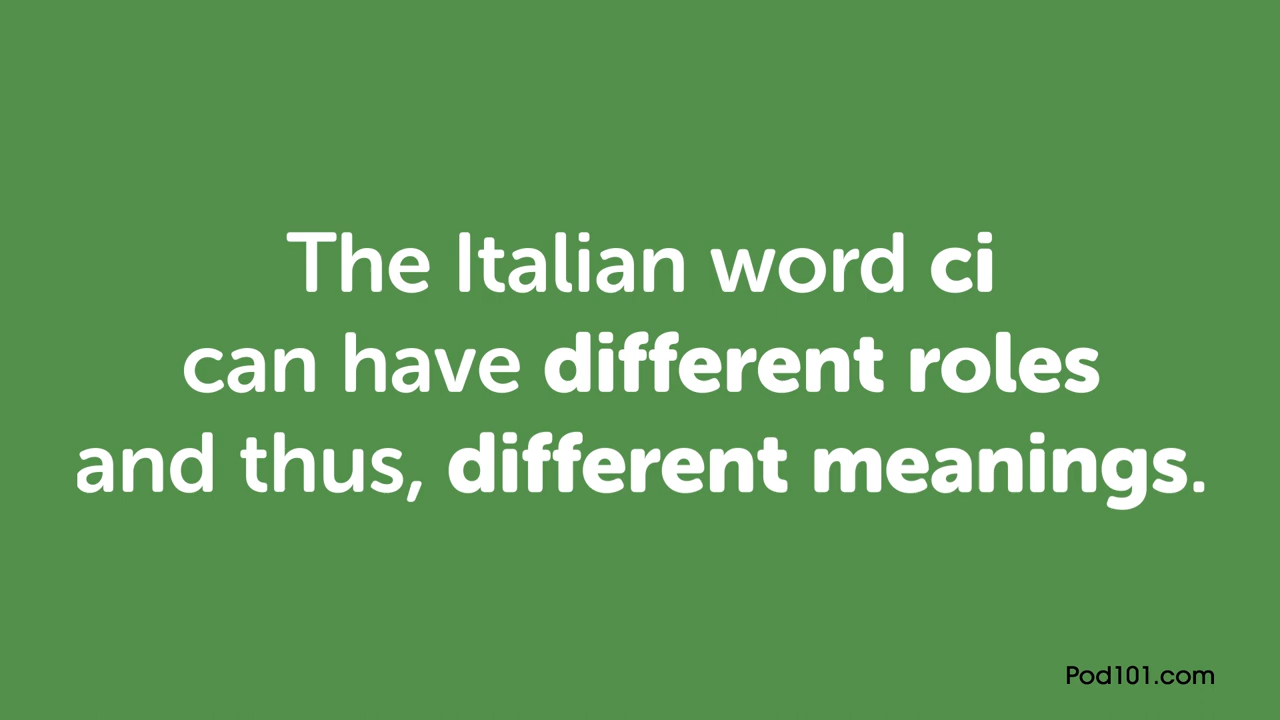 The Italian word ci
can have different roles
and thus, different meanings.
Pod101.com